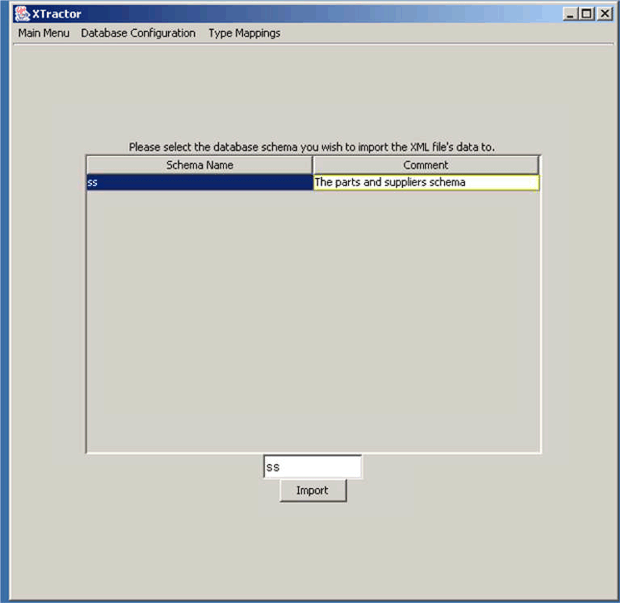 XTractor
Main Menu Database Configuration Type Mappings
Please select the database schema you wish to import the XML file's data to.
Schema Name Comment
ss The parts and suppliers schema
ss
Import